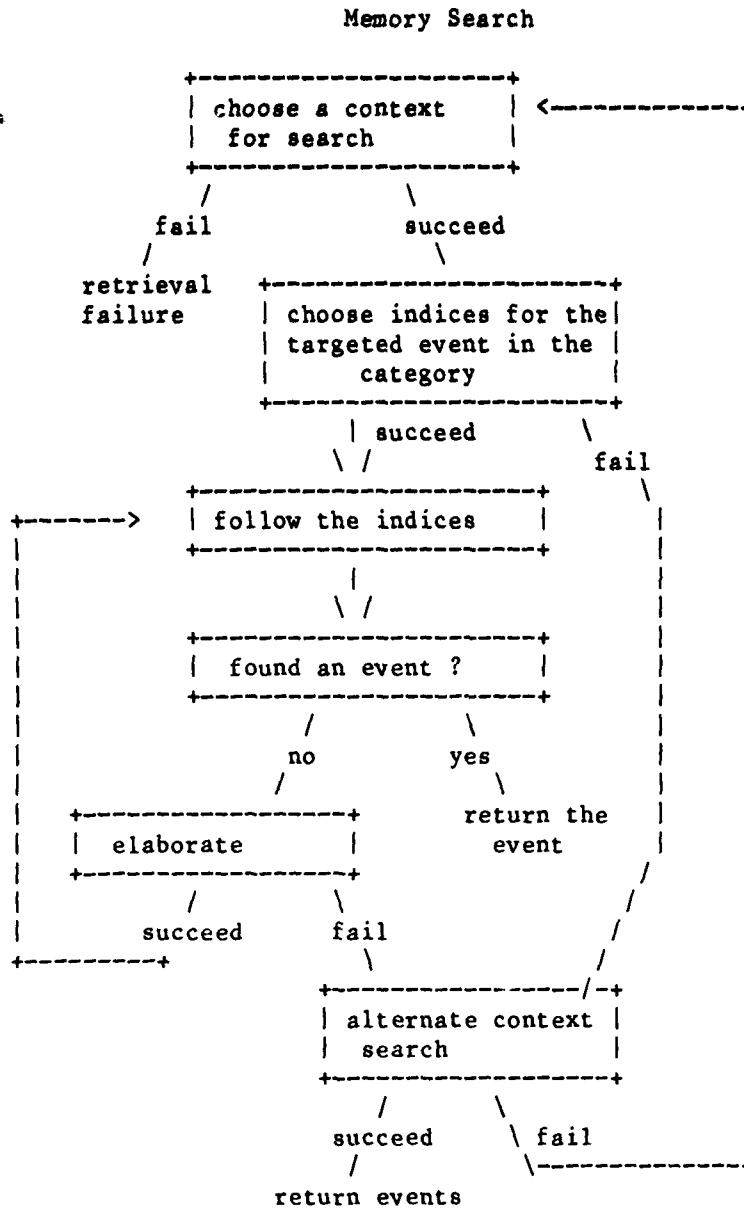 Memory Search
choose a context
for search
fail succeed
retrieval
failure
choose indices for the
targeted event in the
category
succeed
fail
follow the indices
found an event ?
no yes
return the
event
elaborate
succeed fail
alternate context
search
succeed fail
return events